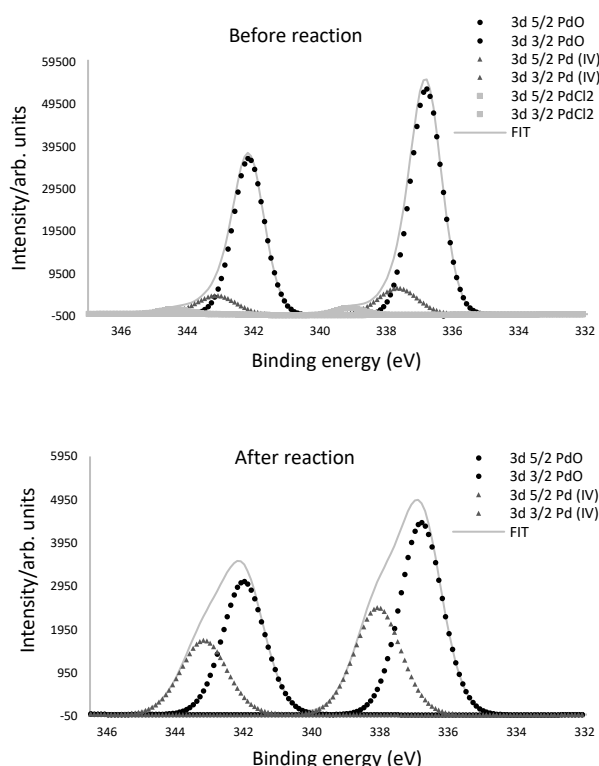 Before reaction
3d 5/2 PdO
3d 3/2 PdO
3d 5/2 Pd (IV)
3d 3/2 Pd (IV)
3d 5/2 PdCl2
3d 3/2 PdCl2
FIT
Intensity/arb. units
59500
49500
39500
29500
19500
9500
-500
346 344 342 340 338 336 334 332
Binding energy (eV)
After reaction
3d 5/2 PdO
3d 3/2 PdO
3d 5/2 Pd (IV)
3d 3/2 Pd (IV)
FIT
Intensity/arb. units
5950
4950
3950
2950
1950
950
-50
346 344 342 340 338 336 334 332
Binding energy (eV)